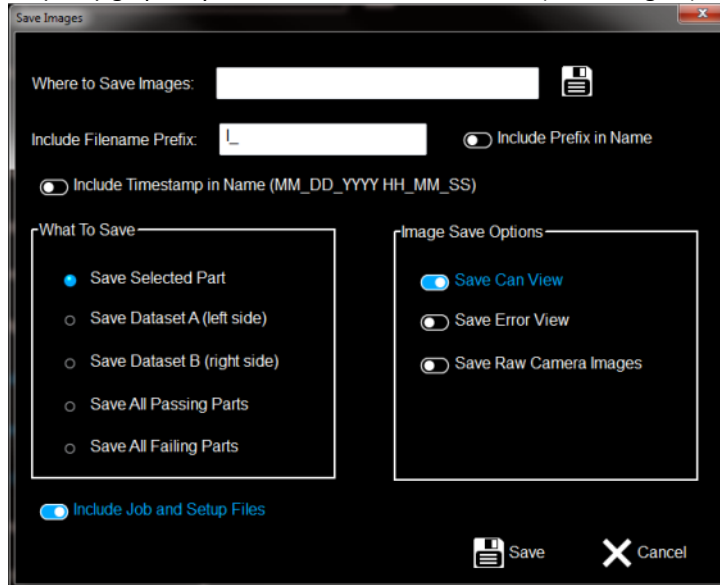 Save Images
Where to Save Images:
Include Filename Prefix: I_ Include Prefix in Name
Include Timestamp in Name (MM_DD_YYYY HH_MM_SS)
What To Save
Save Selected Part
Save Dataset A (left side)
Save Dataset B (right side)
Save All Passing Parts
Save All Failing Parts
Image Save Options
Save Can View
Save Error View
Save Raw Camera Images
Include Job and Setup Files
Save Cancel